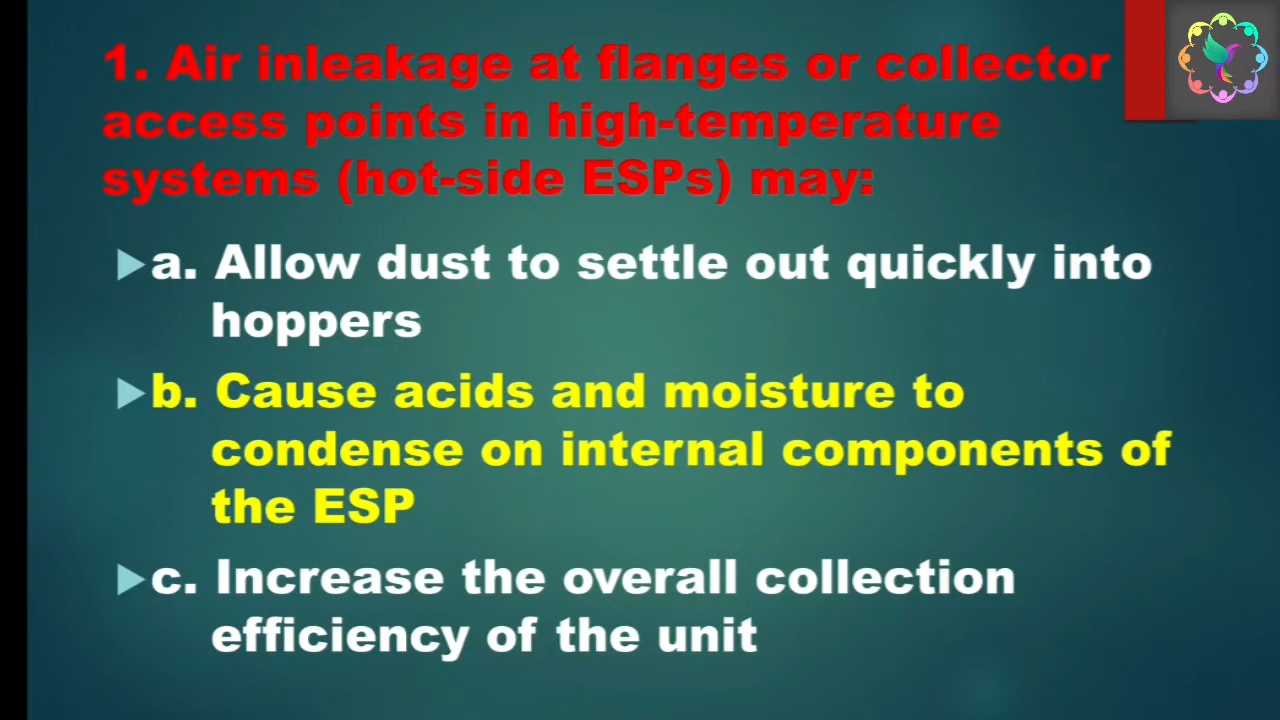 1. Air inleakage at flanges or collector
access points in high-temperature
systems (hot-side ESPs) may:
a. Allow dust to settle out quickly into
hoppers
b. Cause acids and moisture to
condense on internal components of
the ESP
c. Increase the overall collection
efficiency of the unit